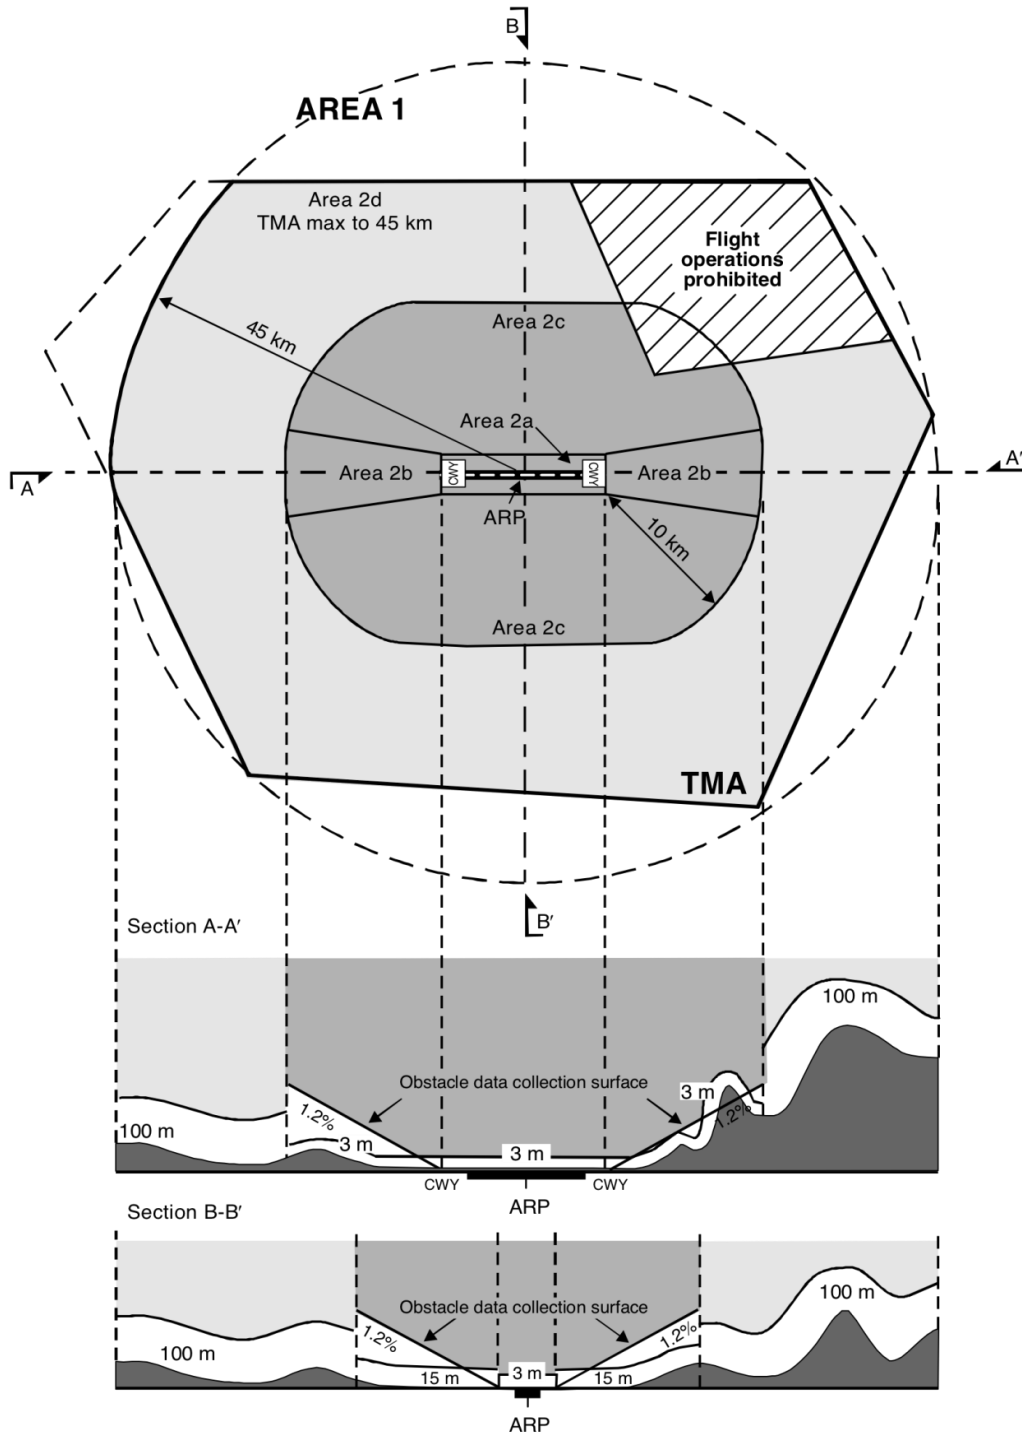 B
AREA 1
Area 2d
TMA max to 45 km
Flight
operations
prohibited
Area 2c
45 km
Area 2a
A
Area 2b
CWY
CWY
Area 2b
A′
ARP
10 km
Area 2c
TMA
B′
Section A-A′
100 m
Obstacle data collection surface
1.2%
3 m
1.2%
100 m
3 m
3 m
CWY
CWY
ARP
Section B-B′
100 m
Obstacle data collection surface
1.2%
1.2%
100 m
15 m
3 m
15 m
ARP